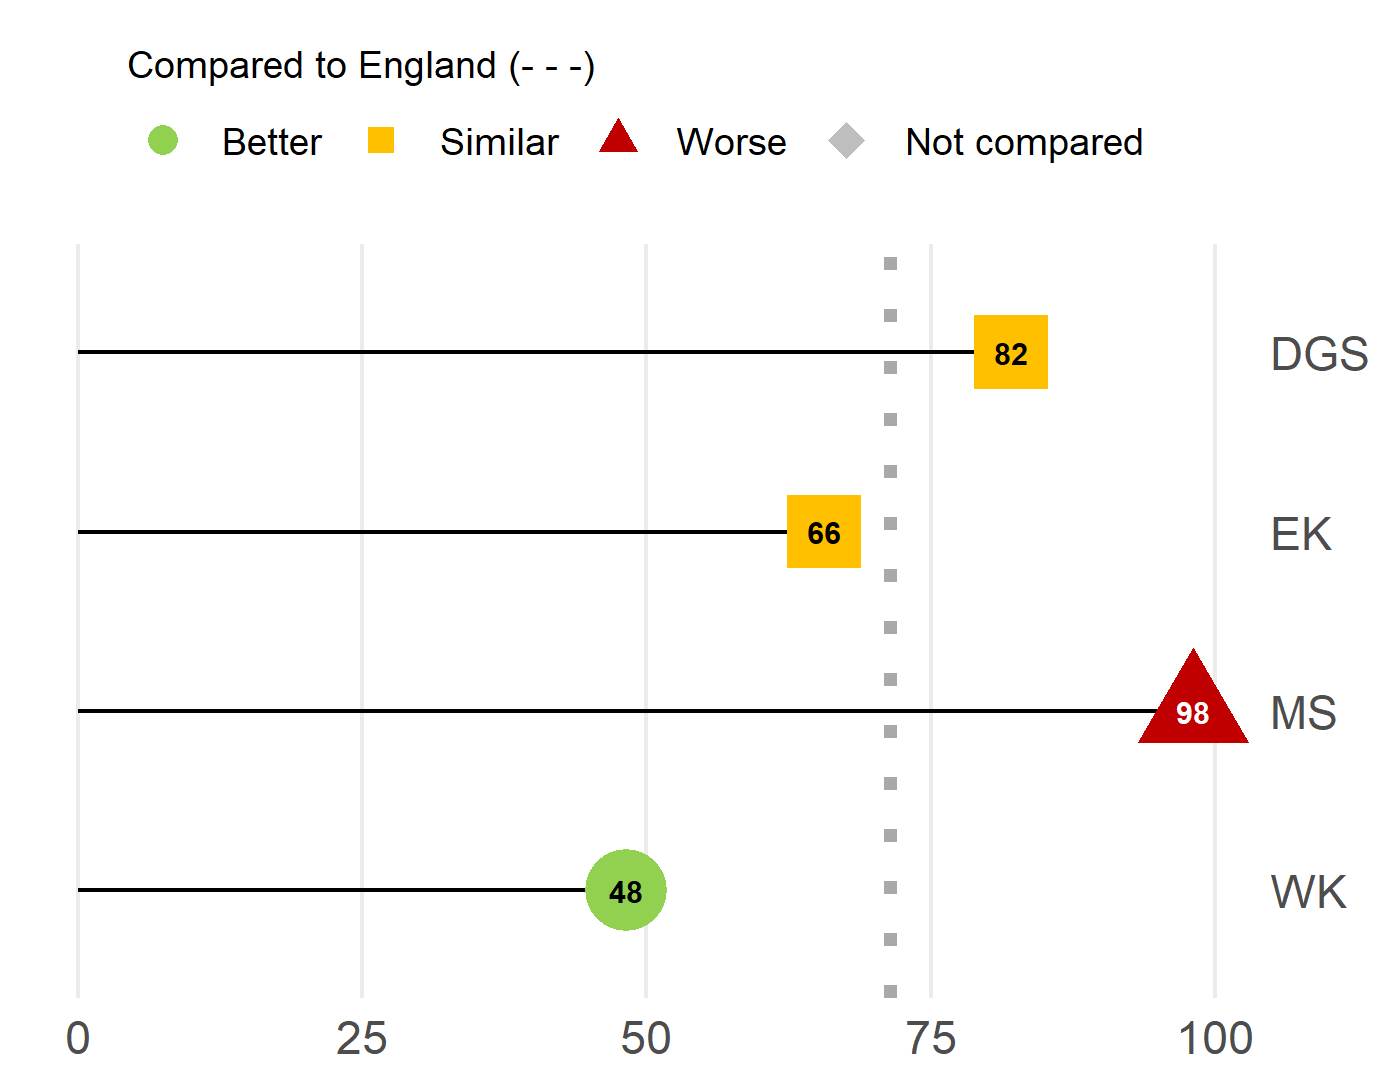 Compared to England (- - -)
Better Similar Worse Not compared
82 DGS
66 EK
98 MS
48 WK
0 25 50 75 100